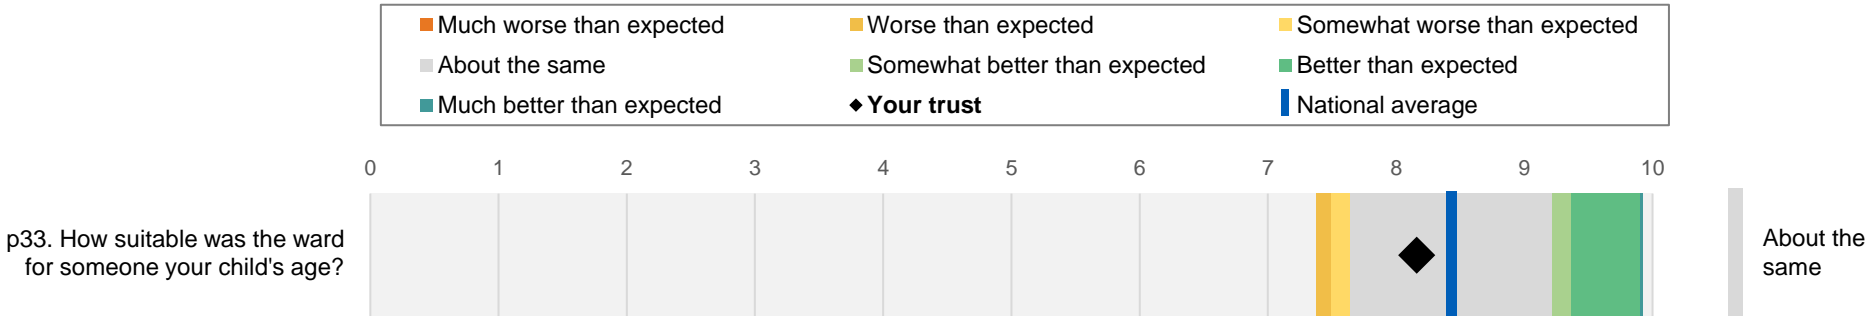 Much worse than expected
Worse than expected
Somewhat worse than expected
About the same
Somewhat better than expected
Better than expected
Much better than expected
Your trust
National average
0 1 2 3 4 5 6 7 8 9 10
p33. How suitable was the ward
for someone your child's age?
About the
same